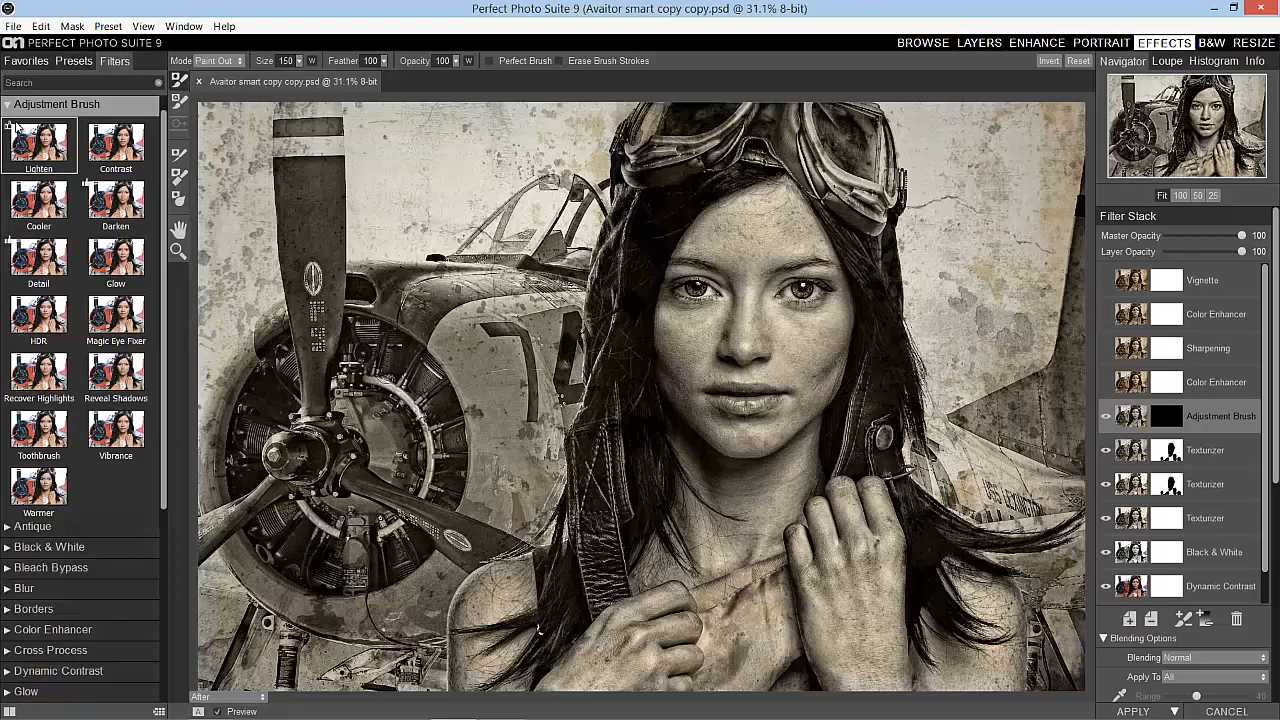 Perfect Photo Suite 9 (Avaitor smart copy copy.psd @ 31.1% 8-bit)
File Edit Mask Preset View Window Help
on PERFECT PHOTO SUITE 9
BROWSE LAYERS ENHANCE PORTRAIT EFFECTS B&W RESIZE
Favorites Presets Filters
Mode Paint Out Size 150 W Feather 100 Opacity 100 Perfect Brush Erase Brush Strokes Invert Reset
Navigator Loupe Histogram Info
Search
Avaitor smart copy copy.psd @ 31.1% 8-bit
Adjustment Brush
Lighten Contrast
Cooler Darken
Detail Glow
HDR Magic Eye Fixer
Recover Highlights Reveal Shadows
Toothbrush Vibrance
Warmer
Antique
Black & White
Bleach Bypass
Blur
Borders
Color Enhancer
Cross Process
Dynamic Contrast
Glow
Fit 100 50 25
Filter Stack
Master Opacity 100
Layer Opacity 100
Vignette
Color Enhancer
Sharpening
Color Enhancer
Adjustment Brush
Texturizer
Texturizer
Texturizer
Black & White
Dynamic Contrast
Blending Options
Blending Normal
Apply To All
Range 40
After
A Preview
APPLY CANCEL